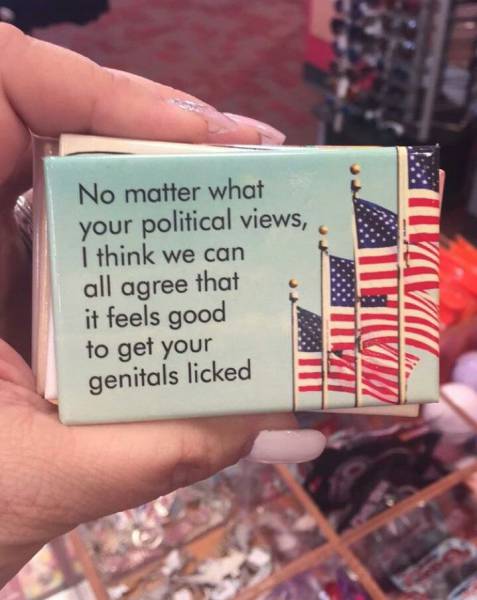 No matter what
your political views,
I think we can
all agree that
it feels good
to get your
genitals licked